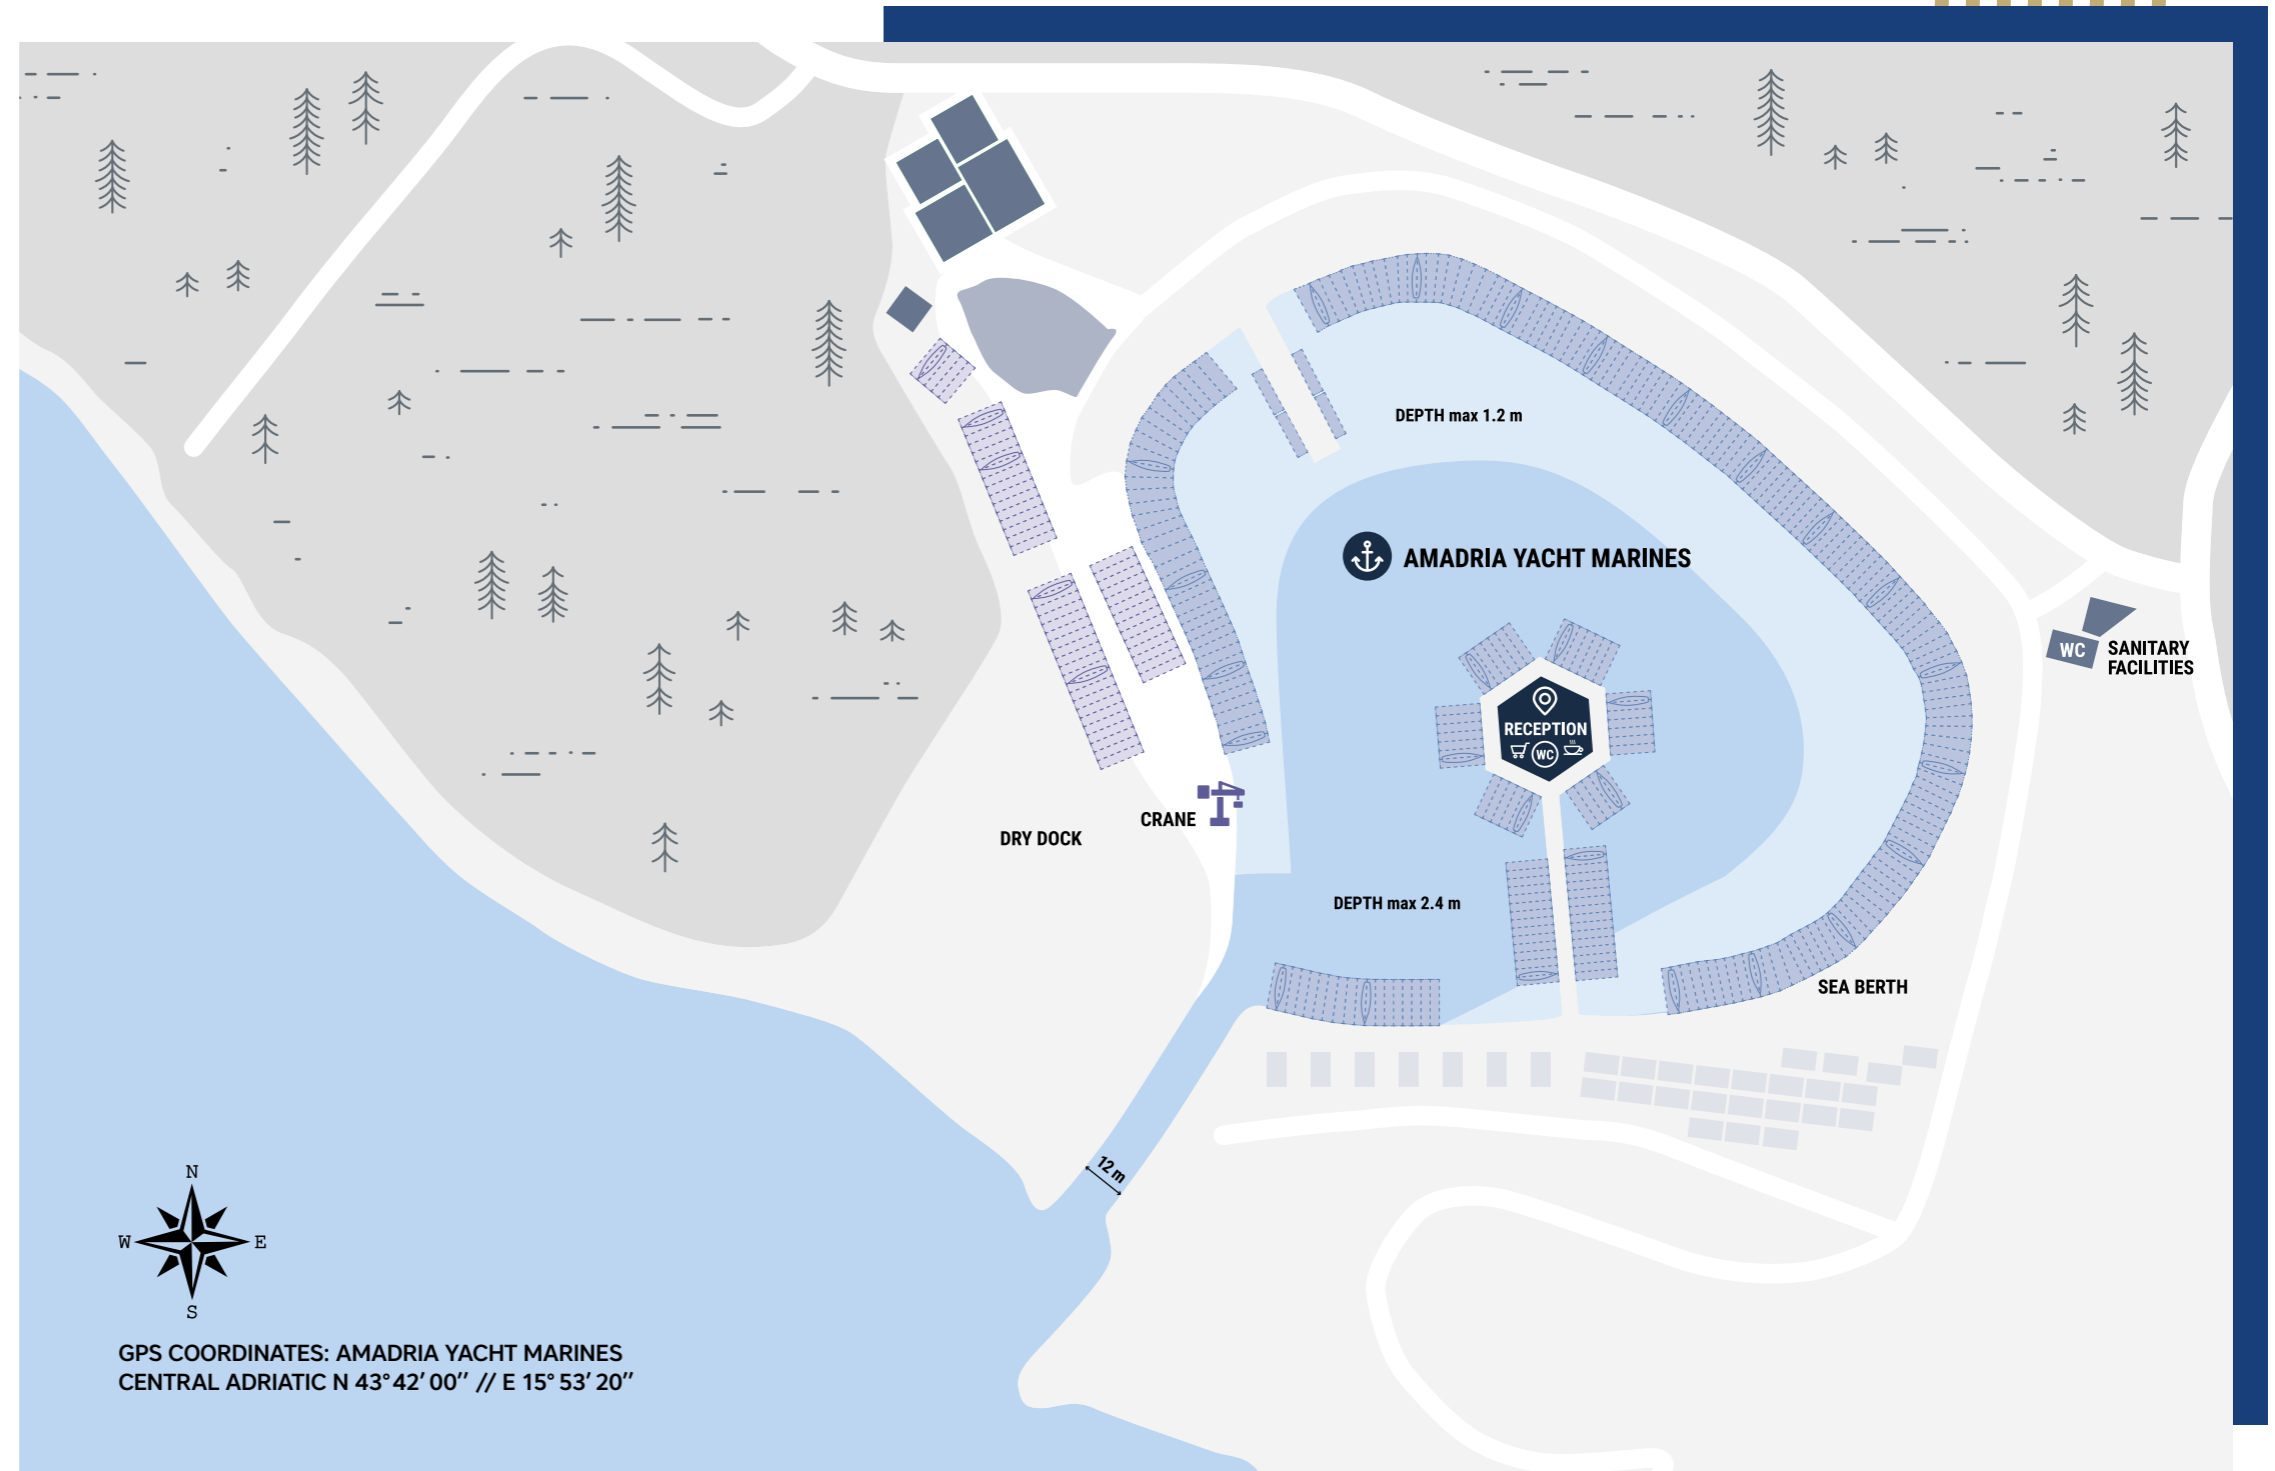 DEPTH max 1.2 m
AMADRIA YACHT MARINES
WC
SANITARY
FACILITIES
RECEPTION
WC
CRANE
DRY DOCK
DEPTH max 2.4 m
SEA BERTH
12 m
N
W
E
S
GPS COORDINATES: AMADRIA YACHT MARINES
CENTRAL ADRIATIC N 43° 42′ 00″ // E 15° 53′ 20″